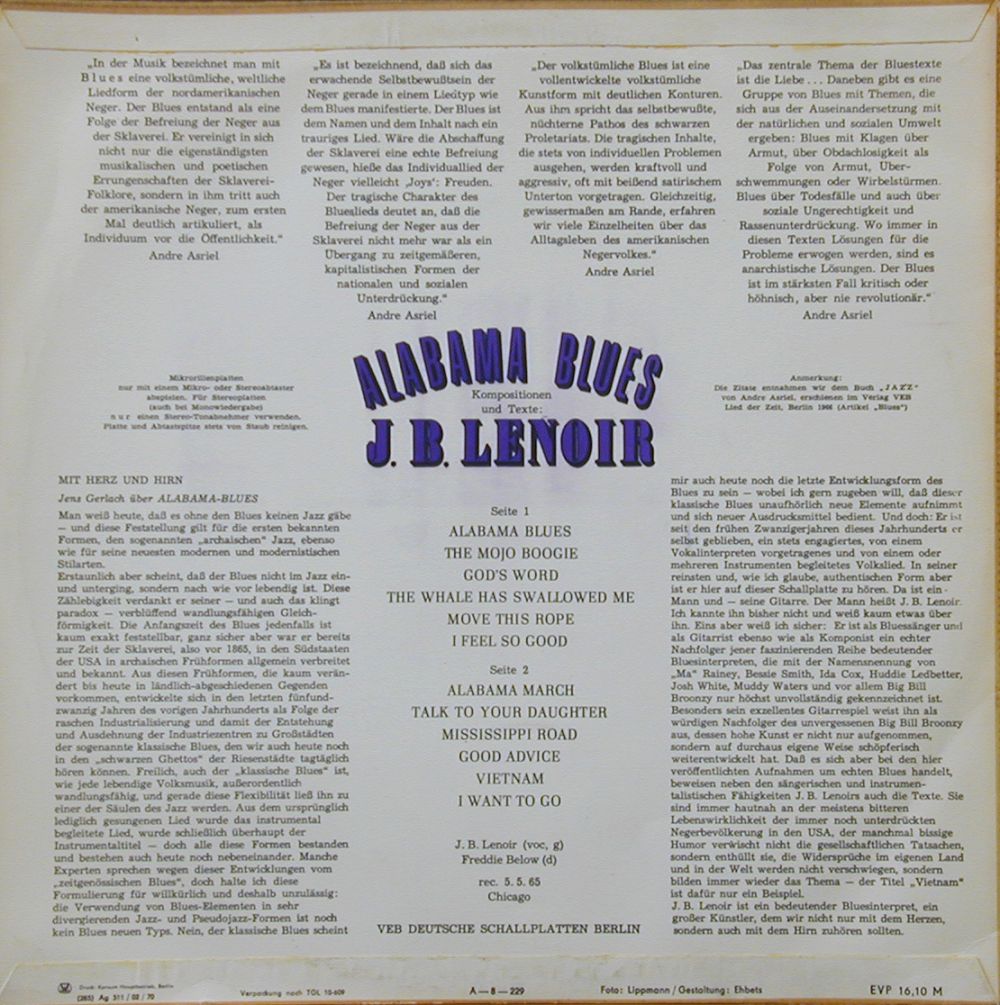 „In der Musik bezeichnet man mit
Blues eine volkstümliche, weltliche
Liedform der nordamerikanischen
Neger. Der Blues entstand als eine
Folge der Befreiung der Neger aus
der Sklaverei. Er vereinigt in sich
nicht nur die eigenständigsten
musikalischen und poetischen
Errungenschaften der Sklaverei-
Folklore, sondern in ihm tritt auch
der amerikanische Neger, zum ersten
Mal deutlich artikuliert, als
Individuum vor die Öffentlichkeit.“
Andre Asriel
„Es ist bezeichnend, daß sich das
erwachende Selbstbewußtsein der
Neger gerade in einem Liedtyp wie
dem Blues manifestierte. Der Blues ist
dem Namen und dem Inhalt nach ein
trauriges Lied. Wäre die Abschaffung
der Sklaverei eine echte Befreiung
gewesen, hieße das Individuallied der
Neger vielleicht „Joys“: Freuden.
Der tragische Charakter des
Bluesliedes deutet an, daß die
Befreiung der Neger aus der
Sklaverei nicht mehr war als ein
Übergang zu zeitgemäßeren,
kapitalistischen Formen der
nationalen und sozialen
Unterdrückung.“
Andre Asriel
„Der volkstümliche Blues ist eine
vollentwickelte volkstümliche
Kunstform mit deutlichen Konturen.
Aus ihm spricht das selbstbewußte,
nüchterne Pathos des schwarzen
Proletariats. Die tragischen Inhalte,
die stets von individuellen Problemen
ausgehen, werden kraftvoll und
aggressiv, oft mit beißend satirischem
Unterton vorgetragen. Gleichzeitig,
gewissermaßen am Rande, erfahren
wir viele Einzelheiten über das
Alltagsleben des amerikanischen
Negervolkes.“
Andre Asriel
„Das zentrale Thema der Bluestexte
ist die Liebe ... Daneben gibt es eine
Gruppe von Blues mit Themen, die
sich aus der Auseinandersetzung mit
der natürlichen und sozialen Umwelt
ergeben: Blues mit Klagen über
Armut, über Obdachlosigkeit als
Folge von Armut, Über-
schwemmungen oder Wirbelstürmen.
Blues über Todesfälle und auch über
soziale Ungerechtigkeit und
Rassenunterdrückung. Wo immer in
diesen Texten Lösungen für die
Probleme erwogen werden, sind es
anarchistische Lösungen. Der Blues
ist im stärksten Fall kritisch oder
höhnisch, aber nie revolutionär.“
Andre Asriel
ALABAMA BLUES
Kompositionen
und Texte:
J. B. LENOIR
Mikrorillenplatten
nur mit einem Mikro- oder Stereoabtaster
abspielen. Für Stereoplatten
(auch bei Monowiedergabe)
nur einen Stereo-Tonabnehmer verwenden.
Platte und Abtastspitze stets von Staub reinigen.
Anmerkung:
Die Zitate entnahmen wir dem Buch „JAZZ“
von Andre Asriel, erschienen im Verlag VEB
Lied der Zeit, Berlin 1966 (Artikel „Blues“)
MIT HERZ UND HIRN
Jens Gerlach über ALABAMA-BLUES
Man weiß heute, daß es ohne den Blues keinen Jazz gäbe
– und diese Feststellung gilt für die ersten bekannten
Formen, den sogenannten „archaischen“ Jazz, ebenso
wie für seine neuesten modernen und modernistischen
Stilarten.
Erstaunlich aber scheint, daß der Blues nicht im Jazz ein-
und unterging, sondern nach wie vor lebendig ist. Diese
Zählebigkeit verdankt er seiner – und auch das klingt
paradox – verblüffend wandlungsfähigen Gleich-
förmigkeit. Die Anfangszeit des Blues jedenfalls ist
kaum exakt feststellbar, ganz sicher aber war er bereits
zur Zeit der Sklaverei, also vor 1865, in den Südstaaten
der USA in archaischen Frühformen allgemein verbreitet
und bekannt. Aus diesen Frühformen, die kaum verän-
dert bis heute in ländlich-abgeschiedenen Gegenden
vorkommen, entwickelte sich in den letzten fünfund-
zwanzig Jahren des vorigen Jahrhunderts als Folge der
raschen Industrialisierung und damit der Entstehung
und Ausdehnung der Industriezentren zu Großstädten
der sogenannte klassische Blues, den wir auch heute noch
in den „schwarzen Ghettos“ der Riesenstädte tagtäglich
hören können. Freilich, auch der „klassische Blues“ ist,
wie jede lebendige Volksmusik, außerordentlich
wandlungsfähig, und gerade diese Flexibilität ließ ihn zu
einer der Säulen des Jazz werden. Aus dem ursprünglich
lediglich gesungenen Lied wurde das instrumental
begleitete Lied, wurde schließlich überhaupt der
Instrumentaltitel – doch alle diese Formen bestanden
und bestehen auch heute noch nebeneinander. Manche
Experten sprechen wegen dieser Entwicklungen vom
„zeitgenössischen Blues“, doch halte ich diese
Formulierung für willkürlich und deshalb unzulässig:
die Verwendung von Blues-Elementen in sehr
divergierenden Jazz- und Pseudojazz-Formen ist noch
kein Blues neuen Typs. Nein, der klassische Blues scheint
Seite 1
ALABAMA BLUES
THE MOJO BOOGIE
GOD'S WORD
THE WHALE HAS SWALLOWED ME
MOVE THIS ROPE
I FEEL SO GOOD
Seite 2
ALABAMA MARCH
TALK TO YOUR DAUGHTER
MISSISSIPPI ROAD
GOOD ADVICE
VIETNAM
I WANT TO GO
J. B. Lenoir (voc, g)
Freddie Below (d)
rec. 5. 5. 65
Chicago
VEB DEUTSCHE SCHALLPLATTEN BERLIN
mir auch heute noch die letzte Entwicklungsform des
Blues zu sein – wobei ich gern zugeben will, daß dieser
klassische Blues unaufhörlich neue Elemente aufnimmt
und sich neuer Ausdrucksmittel bedient. Und doch: Er ist
seit den frühen Zwanzigerjahren dieses Jahrhunderts er
selbst geblieben, ein stets engagiertes, von einem
Vokalinterpreten vorgetragenes und von einem oder
mehreren Instrumenten begleitetes Volkslied. In seiner
reinsten und, wie ich glaube, authentischen Form aber
ist er hier auf dieser Schallplatte zu hören. Da ist ein
Mann und – seine Gitarre. Der Mann heißt J. B. Lenoir.
Ich kannte ihn bisher nicht und weiß kaum etwas über
ihn. Eins aber weiß ich sicher: Er ist als Bluessänger und
als Gitarrist ebenso wie als Komponist ein echter
Nachfolger jener faszinierenden Reihe bedeutender
Bluesinterpreten, die mit der Namensnennung von
„Ma“ Rainey, Bessie Smith, Ida Cox, Huddie Ledbetter,
Josh White, Muddy Waters und vor allem Big Bill
Broonzy nur höchst unvollständig gekennzeichnet ist.
Besonders sein exzellentes Gitarrespiel weist ihn als
würdigen Nachfolger des unvergessenen Big Bill Broonzy
aus, dessen hohe Kunst er nicht nur aufgenommen,
sondern auf durchaus eigene Weise schöpferisch
weiterentwickelt hat. Daß es sich aber bei den hier
veröffentlichten Aufnahmen um echten Blues handelt,
beweisen neben den sängerischen und instrumen-
talistischen Fähigkeiten J. B. Lenoirs auch die Texte. Sie
sind immer hautnah an der meistens bitteren
Lebenswirklichkeit der immer noch unterdrückten
Negerbevölkerung in den USA, der manchmal bissige
Humor verwischt nicht die gesellschaftlichen Tatsachen,
sondern enthüllt sie, die Widersprüche im eigenen Land
und in der Welt werden nicht verschwiegen, sondern
bilden immer wieder das Thema – der Titel „Vietnam“
ist dafür nur ein Beispiel.
J. B. Lenoir ist ein bedeutender Bluesinterpret, ein
großer Künstler, dem wir nicht nur mit dem Herzen,
sondern auch mit dem Hirn zuhören sollten.
Druck: Konsum Hauptbetrieb, Berlin
(285) Ag 511/02/70
Verpackung nach TGL 10-609
A—8—229
Foto: Lippmann/Gestaltung: Ehbets
EVP 16,10 M